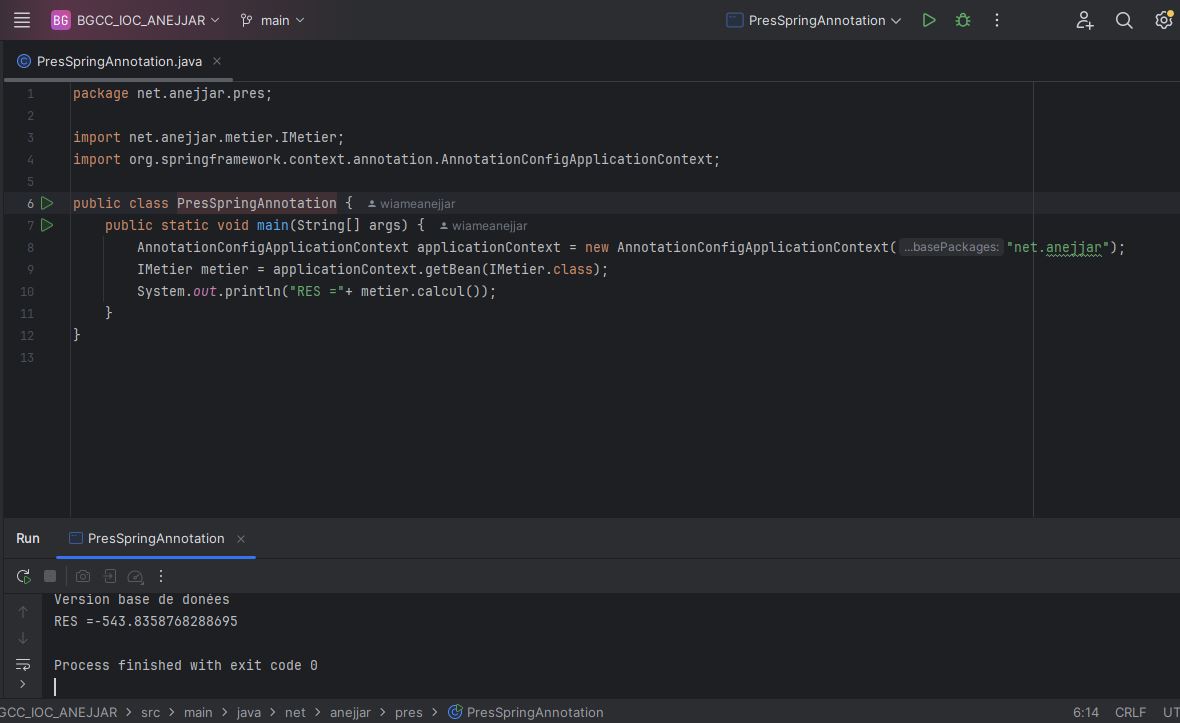 BG BGCC_IOC_ANEJJAR main PresSpringAnnotation
PresSpringAnnotation.java
1 package net.anejjar.pres;
2
3 import net.anejjar.metier.IMetier;
4 import org.springframework.context.annotation.AnnotationConfigApplicationContext;
5
6 public class PresSpringAnnotation { wiameanejjar
7 public static void main(String[] args) { wiameanejjar
8 AnnotationConfigApplicationContext applicationContext = new AnnotationConfigApplicationContext( ...basePackages: "net.anejjar");
9 IMetier metier = applicationContext.getBean(IMetier.class);
10 System.out.println("RES ="+ metier.calcul());
11 }
12 }
13
Run PresSpringAnnotation
Version base de donées
RES =-543.8358768288695
Process finished with exit code 0
GCC_IOC_ANEJJAR > src > main > java > net > anejjar > pres > PresSpringAnnotation 6:14 CRLF UT